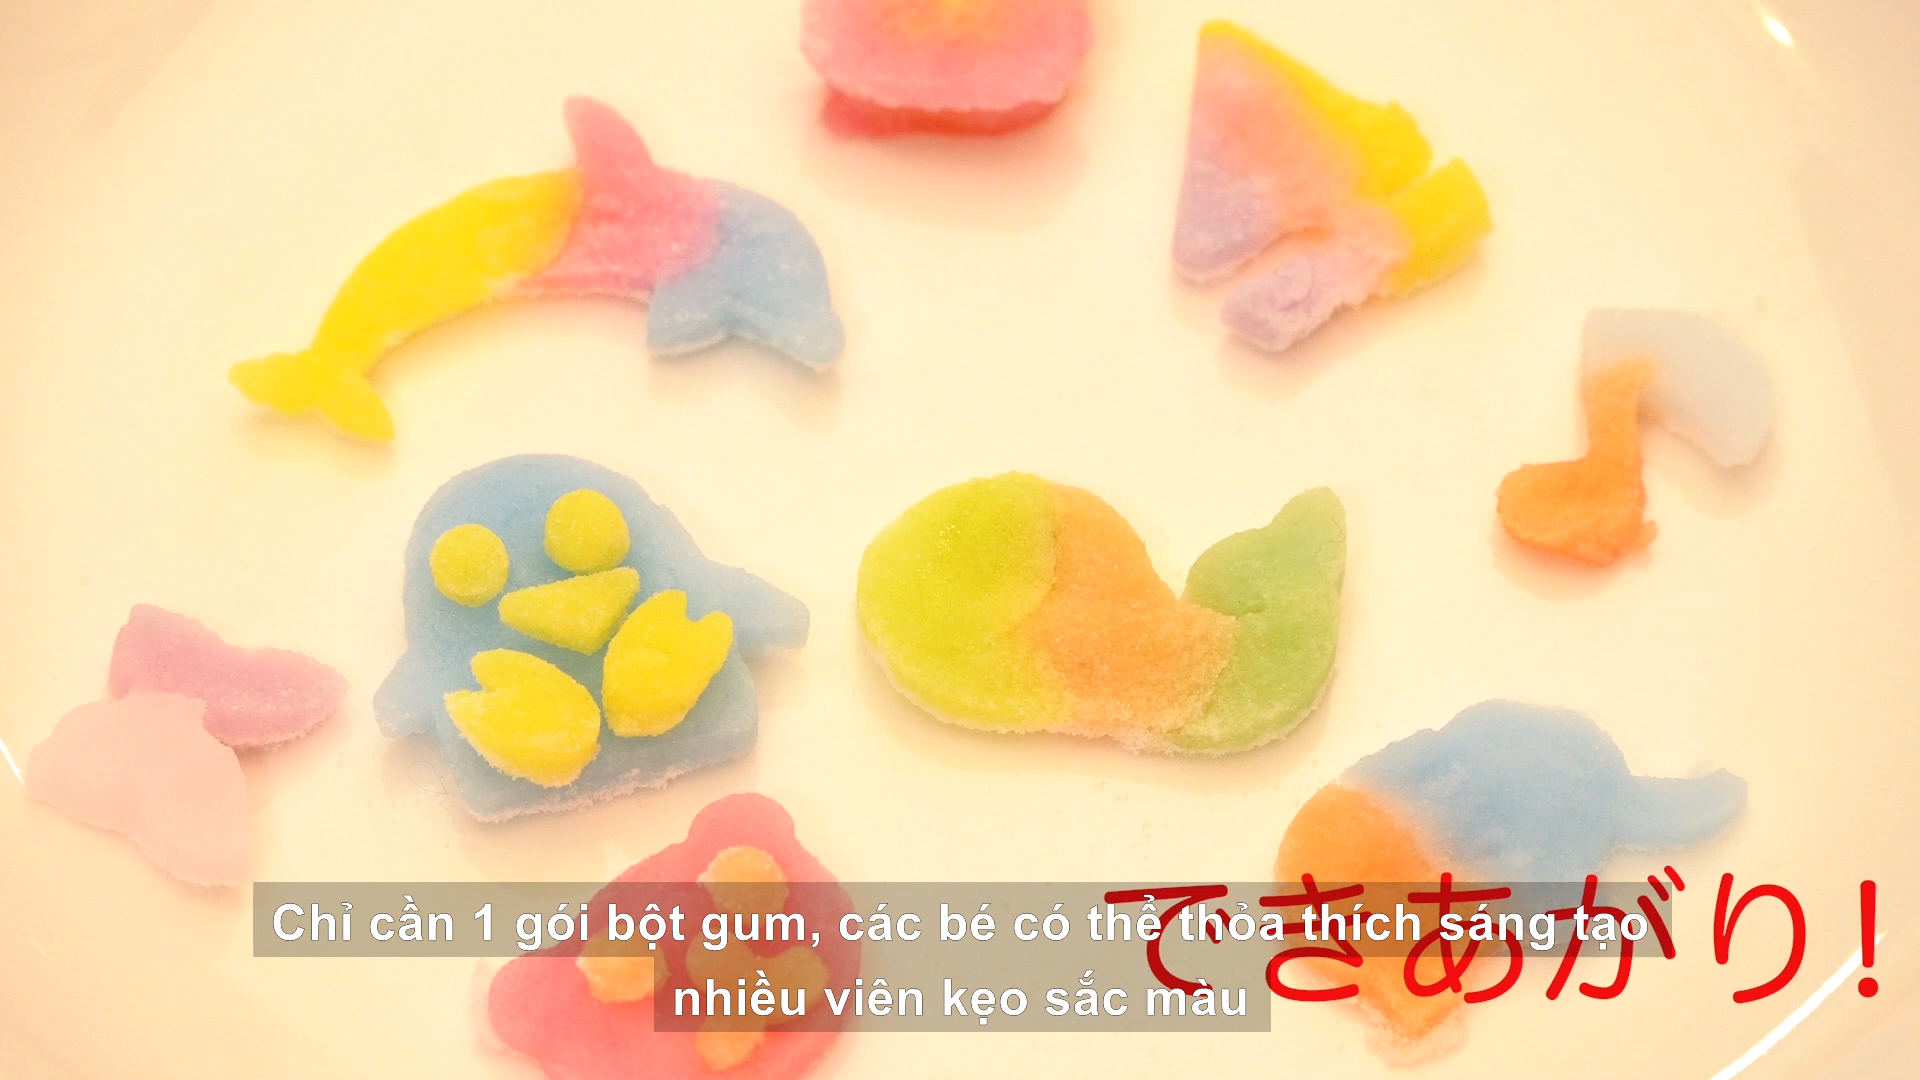 できあがり!
Chỉ cần 1 gói bột gum, các bé có thể thỏa thích sáng tạo
nhiều viên kẹo sắc màu